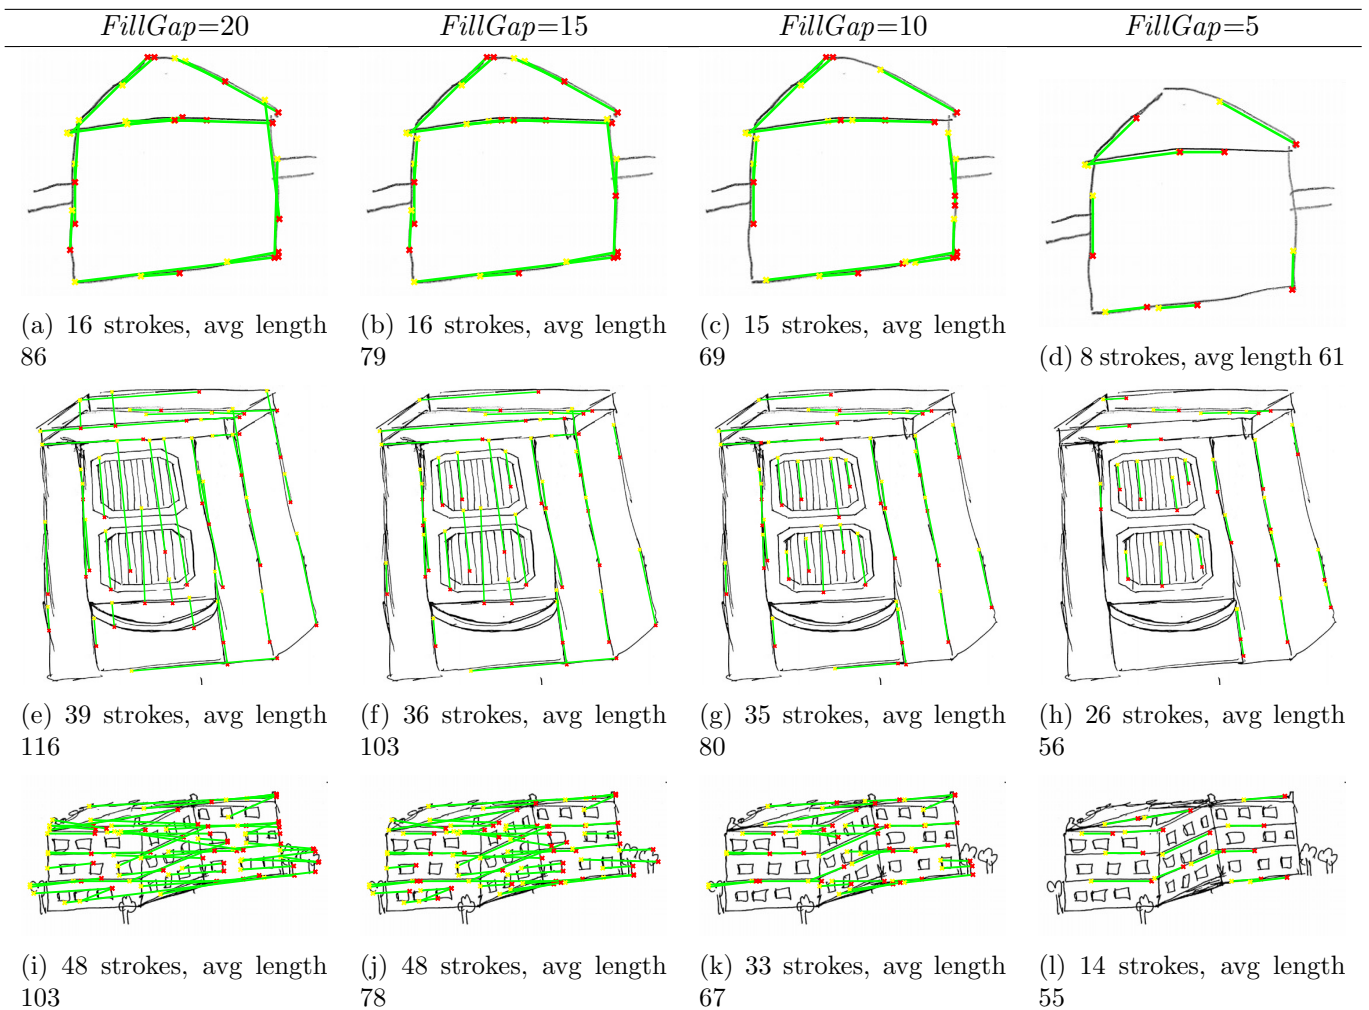 FillGap=20 FillGap=15 FillGap=10 FillGap=5
(a) 16 strokes, avg length 86
(b) 16 strokes, avg length 79
(c) 15 strokes, avg length 69
(d) 8 strokes, avg length 61
(e) 39 strokes, avg length 116
(f) 36 strokes, avg length 103
(g) 35 strokes, avg length 80
(h) 26 strokes, avg length 56
(i) 48 strokes, avg length 103
(j) 48 strokes, avg length 78
(k) 33 strokes, avg length 67
(l) 14 strokes, avg length 55